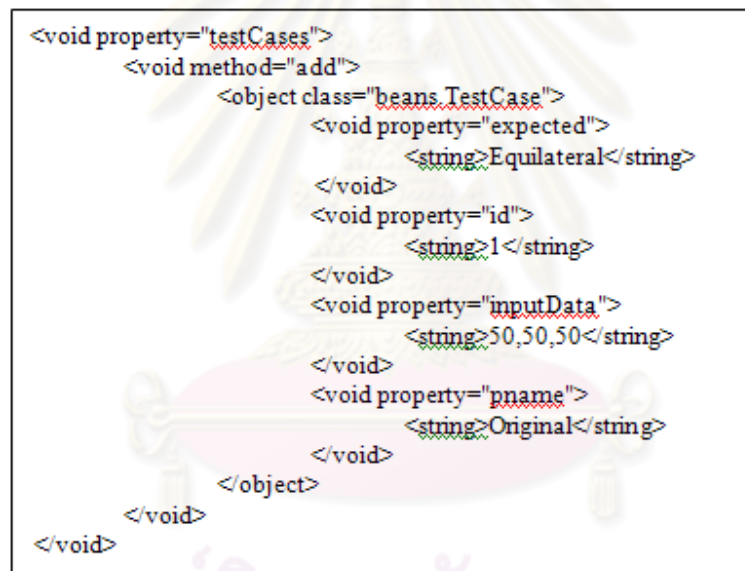 <void property="testCases">
<void method="add">
<object class="beans.TestCase">
<void property="expected">
<string>Equilateral</string>
</void>
<void property="id">
<string>1</string>
</void>
<void property="inputData">
<string>50,50,50</string>
</void>
<void property="pname">
<string>Original</string>
</void>
</object>
</void>
</void>